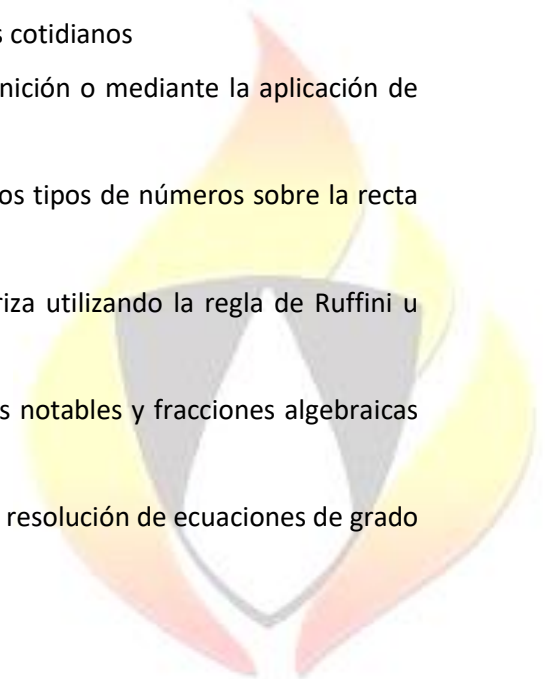 s cotidianos
nición o mediante la aplicación de
os tipos de números sobre la recta
riza utilizando la regla de Ruffini u
s notables y fracciones algebraicas
resolución de ecuaciones de grado